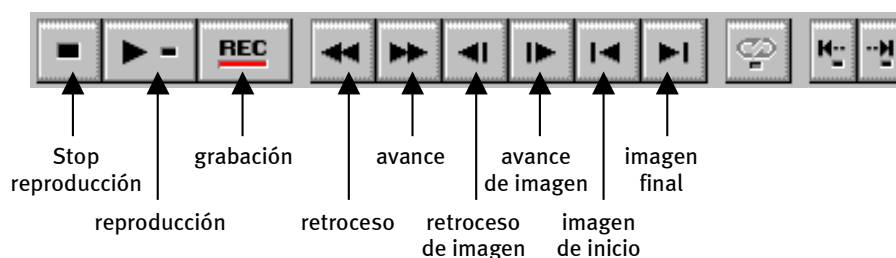 REC
Stop
reproducción
grabación
avance
avance
de imagen
imagen
final
reproducción
retroceso
retroceso
de imagen
imagen
de inicio